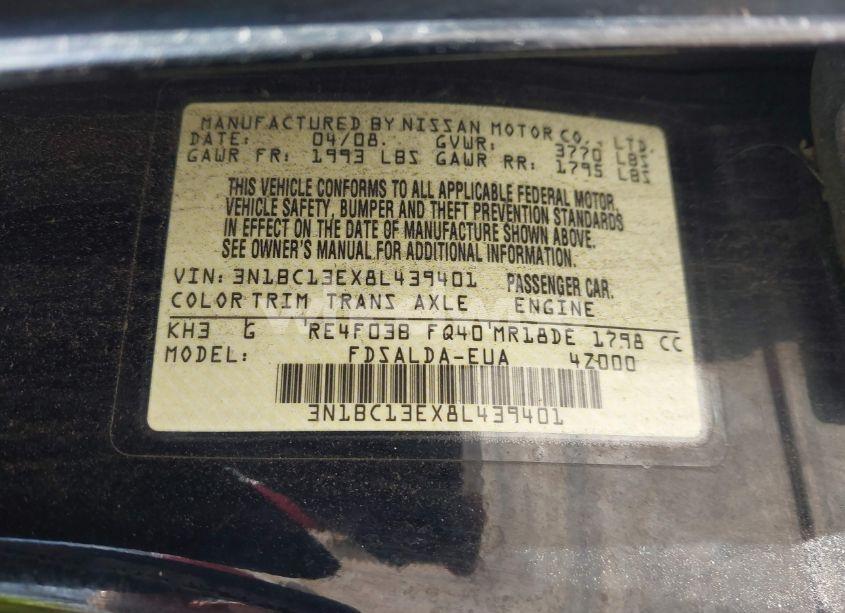 MANUFACTURED BY NISSAN MOTOR CO., LTD.
DATE: 04/08. GVWR: 3770 LBS
GAWR FR: 1993 LBS GAWR RR: 1795 LBS
THIS VEHICLE CONFORMS TO ALL APPLICABLE FEDERAL MOTOR
VEHICLE SAFETY, BUMPER AND THEFT PREVENTION STANDARDS
IN EFFECT ON THE DATE OF MANUFACTURE SHOWN ABOVE.
SEE OWNER'S MANUAL FOR ADDITIONAL INFORMATION.
VIN: 3N1BC13EX8L439401 PASSENGER CAR.
COLOR TRIM TRANS AXLE ENGINE
KH3 G RE4F03B FQ40 MR18DE 1798 CC
MODEL: FDSALDA-EUA 4Z000
3N1BC13EX8L439401